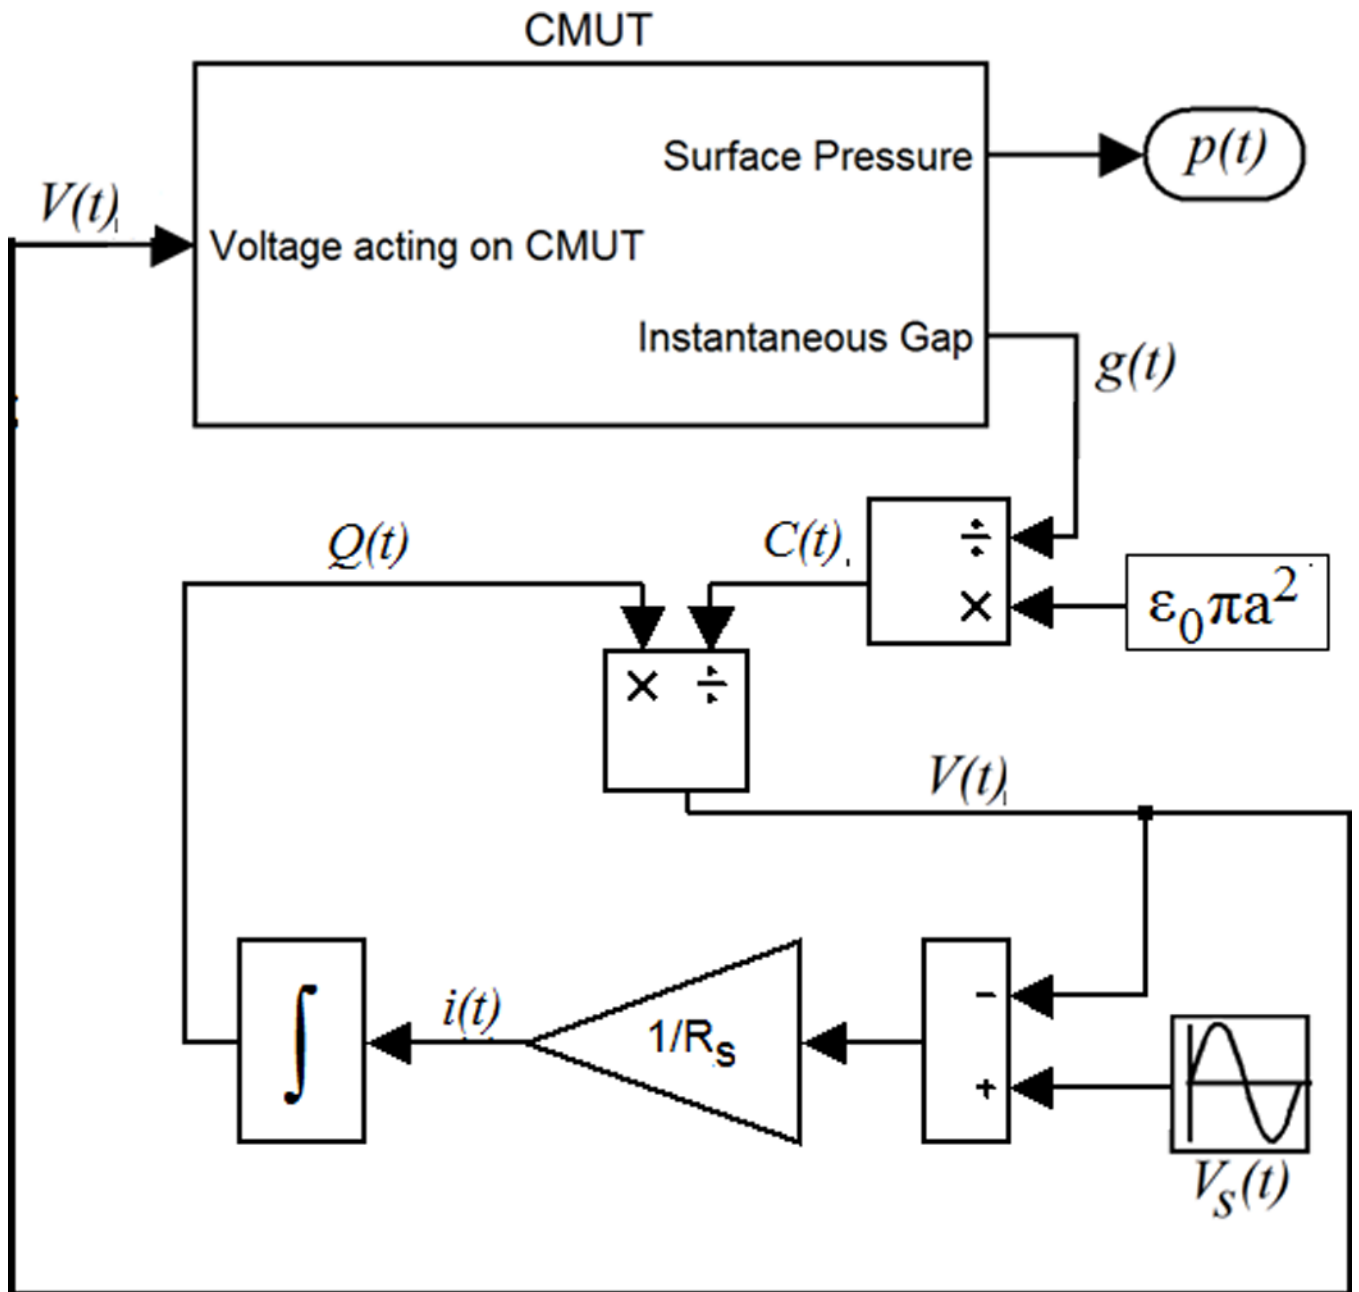 CMUT
Surface Pressure
p(t)
V(t)
Voltage acting on CMUT
Instantaneous Gap
g(t)
Q(t)
C(t)
÷
×
ε₀πa²
× ÷
V(t)
−
i(t)
1/Rₛ
∫
+
Vₛ(t)